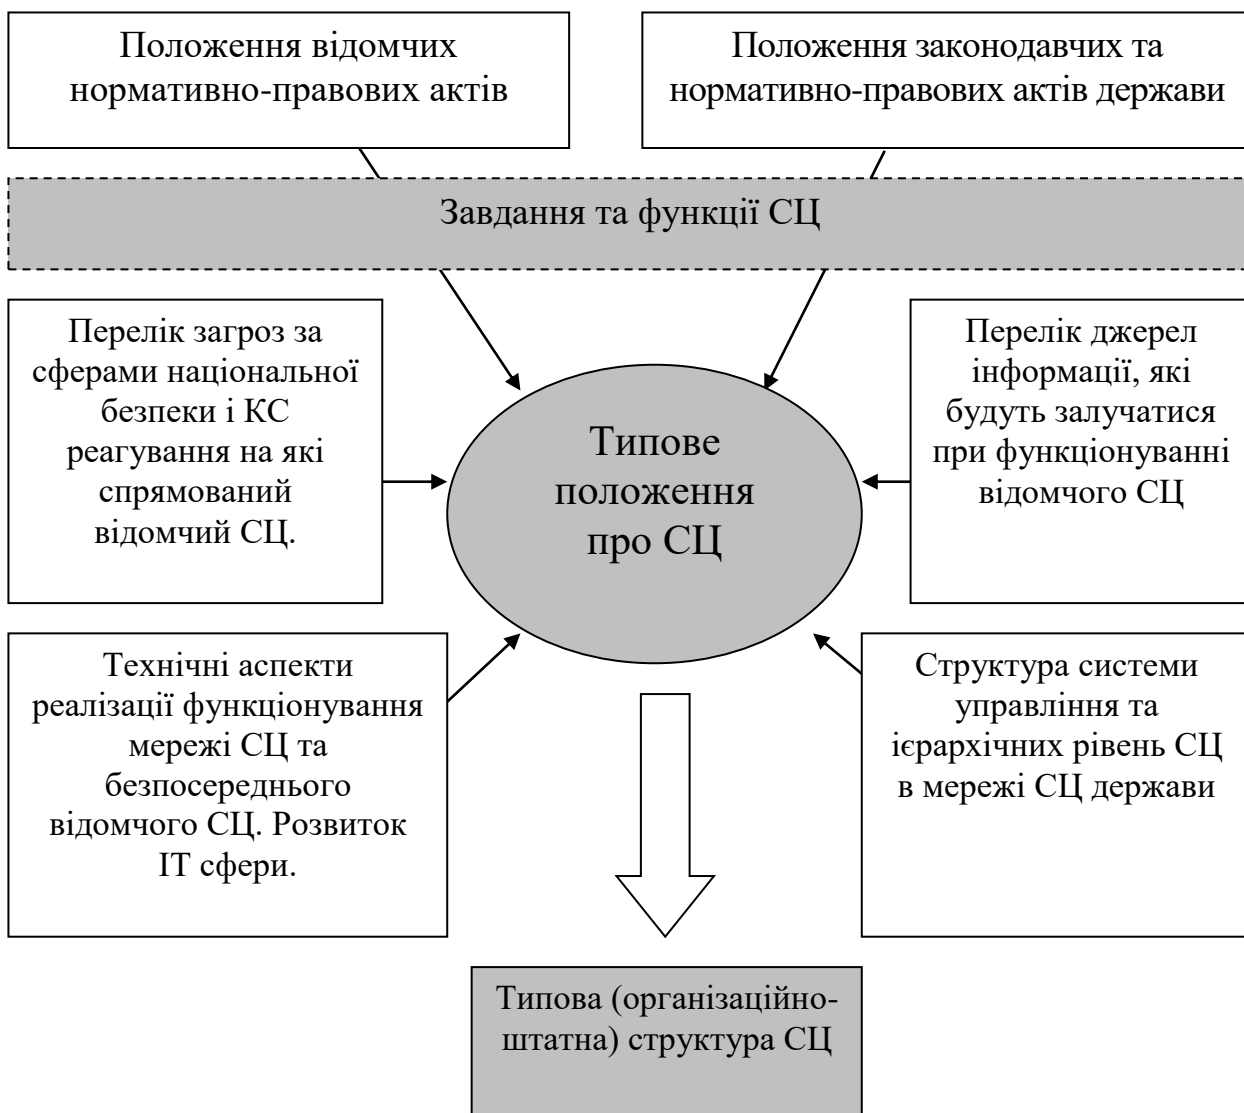 Положення відомчих
нормативно-правових актів
Положення законодавчих та
нормативно-правових актів держави
Завдання та функції СЦ
Перелік загроз за
сферами національної
безпеки і КС
реагування на які
спрямований
відомчий СЦ.
Типове
положення
про СЦ
Перелік джерел
інформації, які
будуть залучатися
при функціонуванні
відомчого СЦ
Технічні аспекти
реалізації функціонування
мережі СЦ та
безпосереднього
відомчого СЦ. Розвиток
ІТ сфери.
Структура системи
управління та
ієрархічних рівень СЦ
в мережі СЦ держави
Типова (організаційно-
штатна) структура СЦ